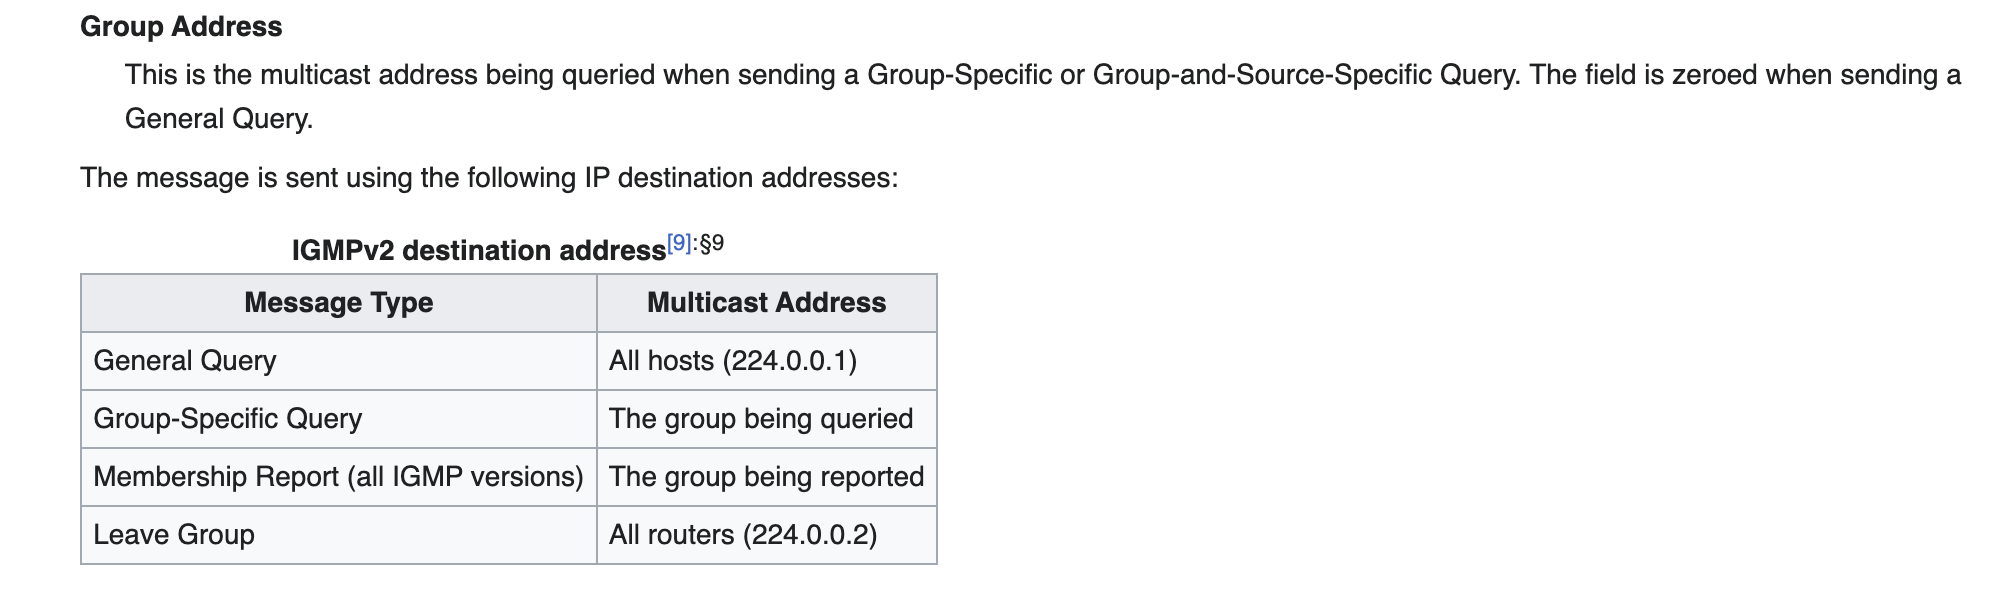 Group Address
This is the multicast address being queried when sending a Group-Specific or Group-and-Source-Specific Query. The field is zeroed when sending a
General Query.
The message is sent using the following IP destination addresses:
IGMPv2 destination address[9]:§9
Message Type Multicast Address
General Query All hosts (224.0.0.1)
Group-Specific Query The group being queried
Membership Report (all IGMP versions) The group being reported
Leave Group All routers (224.0.0.2)